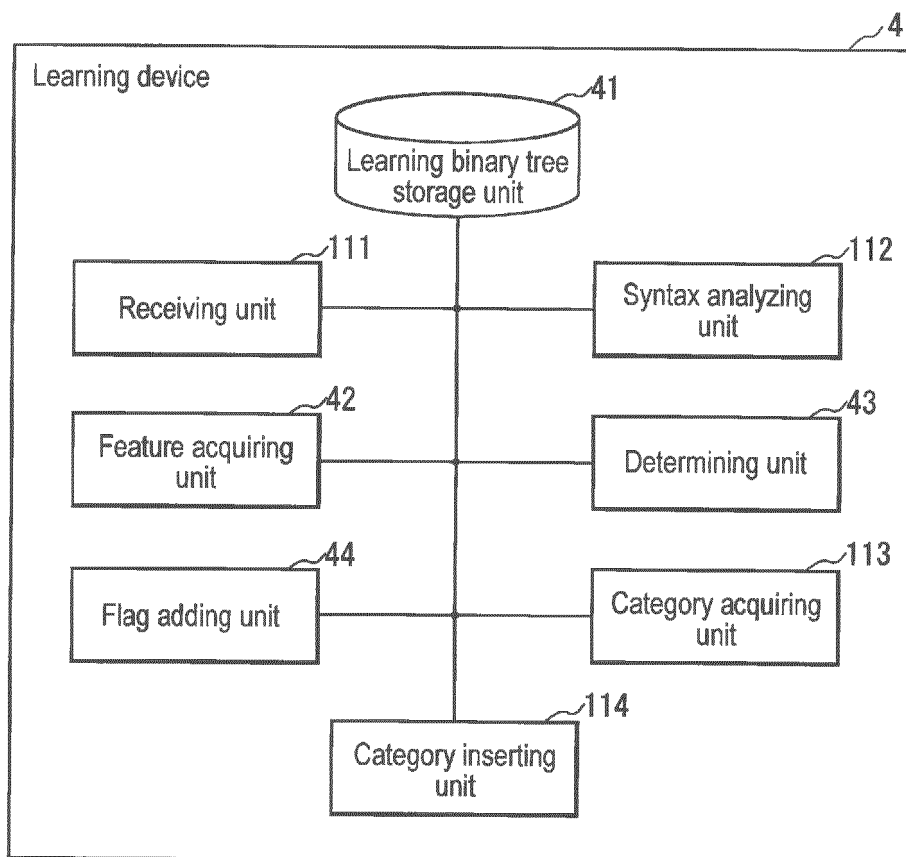 4
Learning device
41
Learning binary tree
storage unit
111
Receiving unit
112
Syntax analyzing
unit
42
Feature acquiring
unit
43
Determining unit
44
Flag adding unit
113
Category acquiring
unit
114
Category inserting
unit